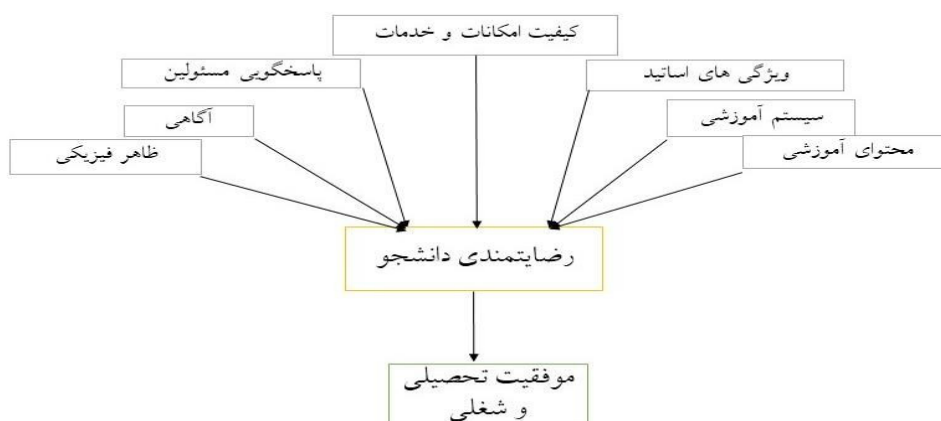 کیفیت امکانات و خدمات
ویژگی های اساتید
پاسخگویی مسئولین
سیستم آموزشی
آگاهی
محتوای آموزشی
ظاهر فیزیکی
رضایتمندی دانشجو
موفقیت تحصیلی
و شغلی